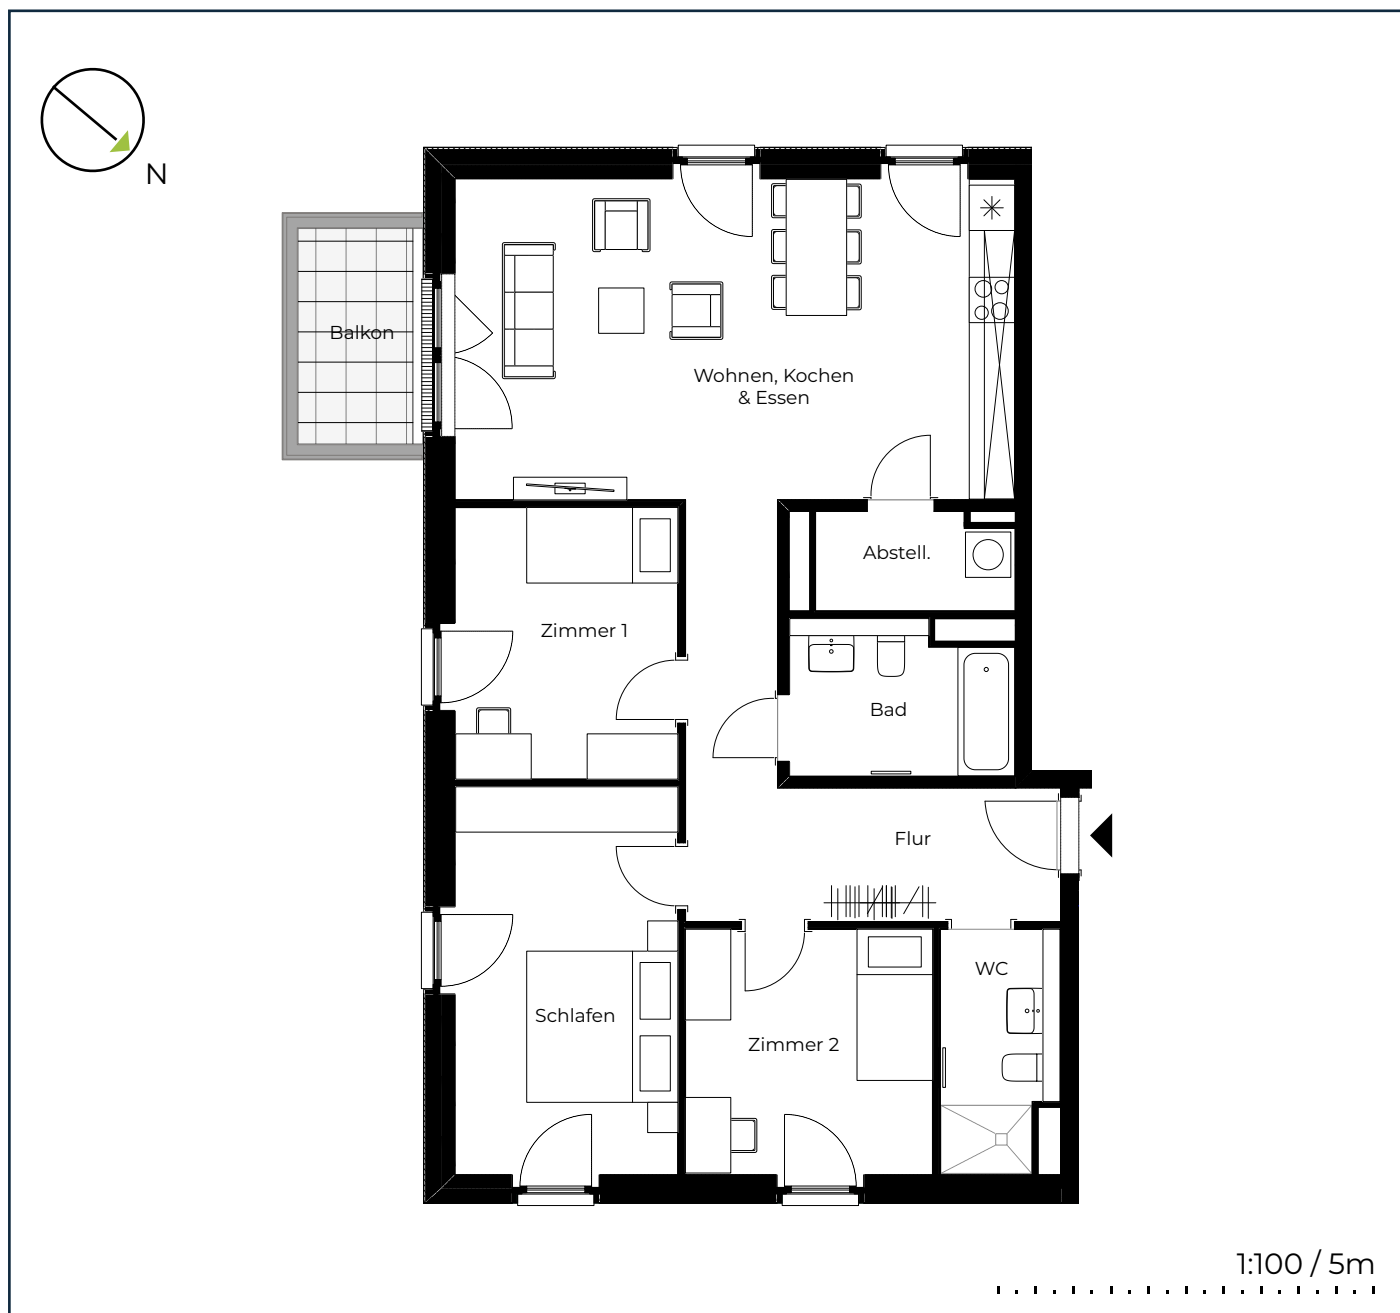 N
Balkon
Wohnen, Kochen
& Essen
Abstell.
Zimmer 1
Bad
Flur
WC
Schlafen
Zimmer 2
1:100 / 5m